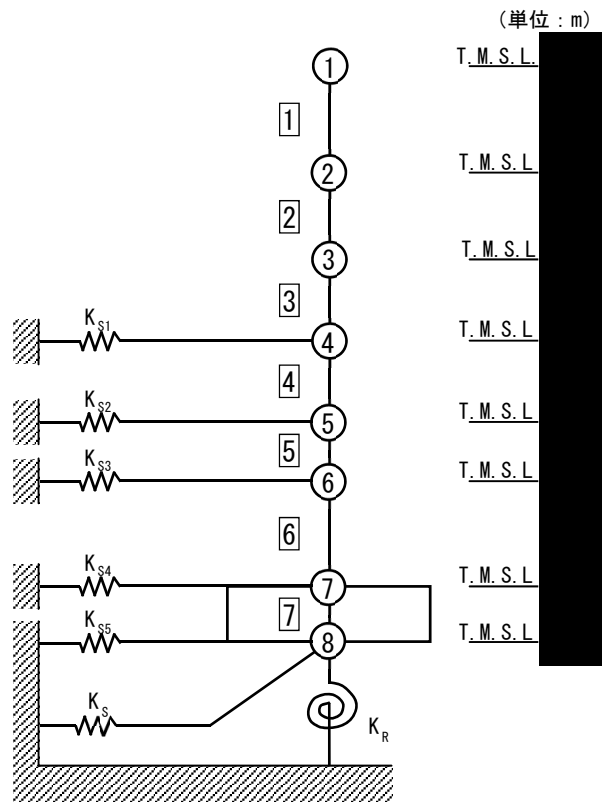 (単位：m)
① T.M.S.L.
1
② T.M.S.L
2
③ T.M.S.L
3
K_S1 ④ T.M.S.L
4
K_S2 ⑤ T.M.S.L
5
K_S3 ⑥ T.M.S.L
6
K_S4 ⑦ T.M.S.L
7
K_S5 ⑧ T.M.S.L
K_S
K_R